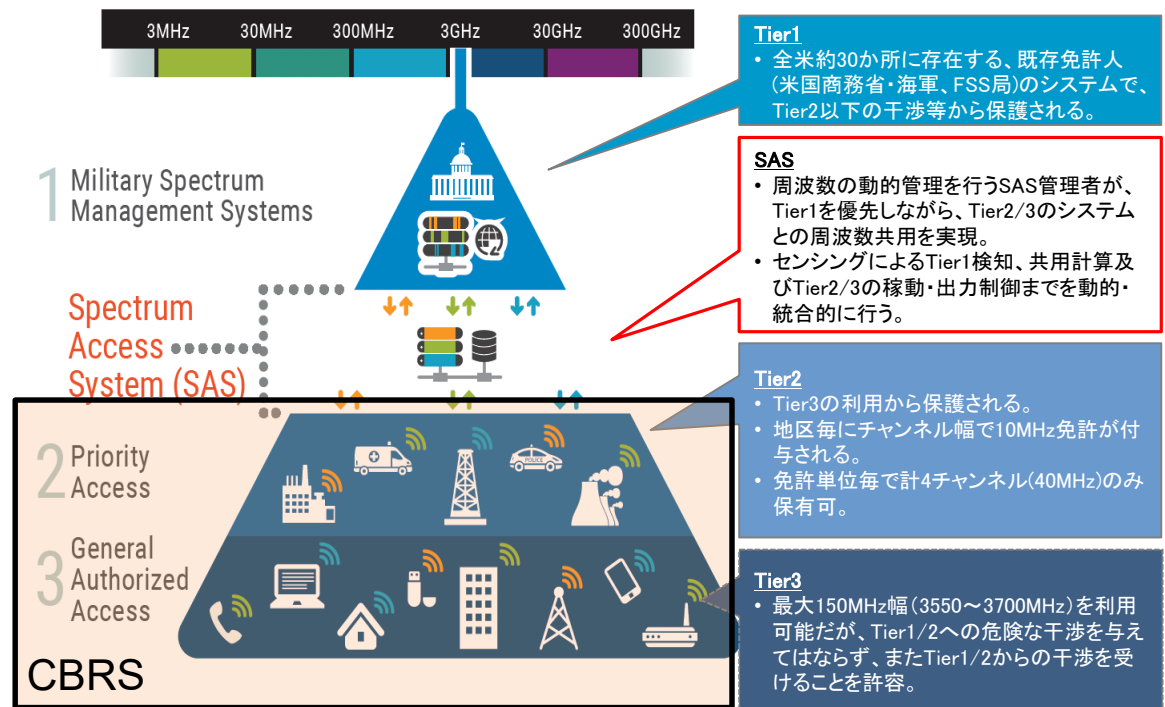 3MHz 30MHz 300MHz 3GHz 30GHz 300GHz
1 Military Spectrum
Management Systems
Spectrum
Access
System (SAS)
2 Priority
Access
POLICE
3 General
Authorized
Access
CBRS
Tier1
• 全米約30か所に存在する、既存免許人
(米国商務省・海軍、FSS局)のシステムで、
Tier2以下の干渉等から保護される。
SAS
• 周波数の動的管理を行うSAS管理者が、
Tier1を優先しながら、Tier2/3のシステム
との周波数共用を実現。
• センシングによるTier1検知、共用計算及
びTier2/3の稼動・出力制御までを動的・
統合的に行う。
Tier2
• Tier3の利用から保護される。
• 地区毎にチャンネル幅で10MHz免許が付
与される。
• 免許単位毎で計4チャンネル(40MHz)のみ
保有可。
Tier3
• 最大150MHz幅(3550～3700MHz)を利用
可能だが、Tier1/2への危険な干渉を与え
てはならず、またTier1/2からの干渉を受
けることを許容。